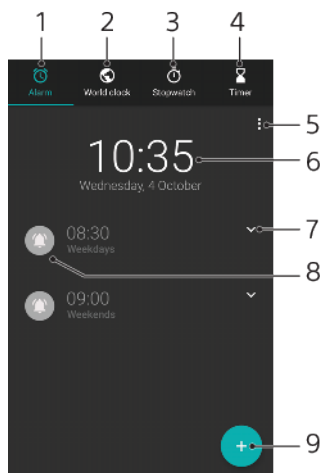 1 2 3 4
Alarm World clock Stopwatch Timer
5
10:35 6
Wednesday, 4 October
08:30 7
Weekdays
8
09:00
Weekends
+ 9